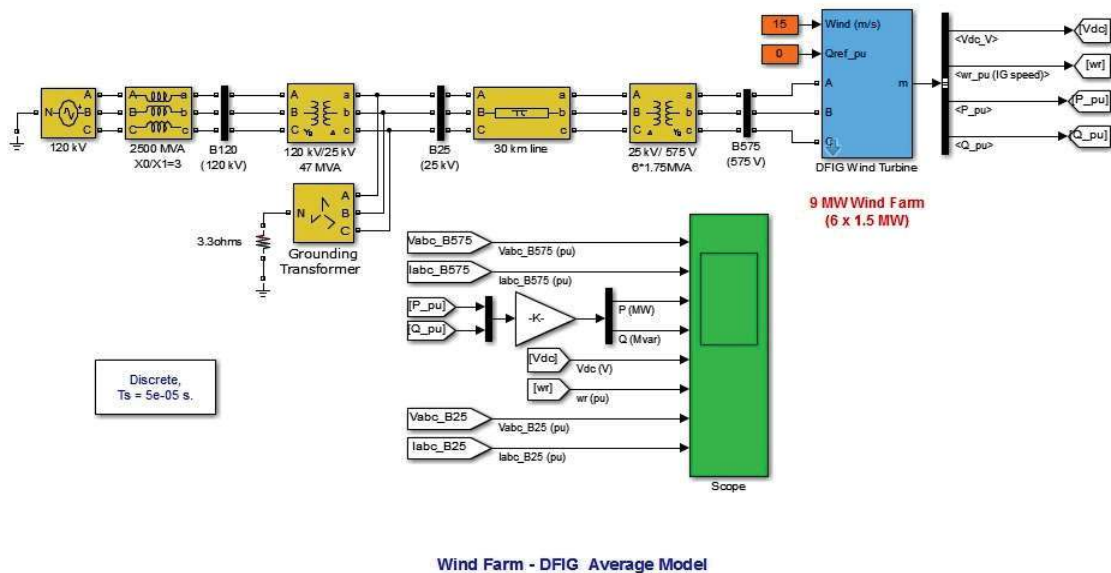 15
Wind (m/s)
0
Qref_pu
A
B
C
m
DFIG Wind Turbine
<Vdc_V>
<wr_pu (IG speed)>
<P_pu>
<Q_pu>
[Vdc]
[wr]
[P_pu]
[Q_pu]
9 MW Wind Farm
(6 x 1.5 MW)
N
A
B
C
120 kV
A
B
C
a
b
c
2500 MVA
X0/X1=3
B120
(120 kV)
A
B
C
a
b
c
Yg
120 kV/25 kV
47 MVA
B25
(25 kV)
A
B
C
a
b
c
30 km line
A
B
C
a
b
c
Yg
25 kV/ 575 V
6*1.75MVA
B575
(575 V)
N
A
B
C
3.3ohms
Grounding
Transformer
Vabc_B575
Vabc_B575 (pu)
Iabc_B575
Iabc_B575 (pu)
[P_pu]
[Q_pu]
-K-
P (MW)
Q (Mvar)
[Vdc]
Vdc (V)
[wr]
wr (pu)
Vabc_B25
Vabc_B25 (pu)
Iabc_B25
Iabc_B25 (pu)
Scope
Discrete,
Ts = 5e-05 s.
Wind Farm - DFIG Average Model